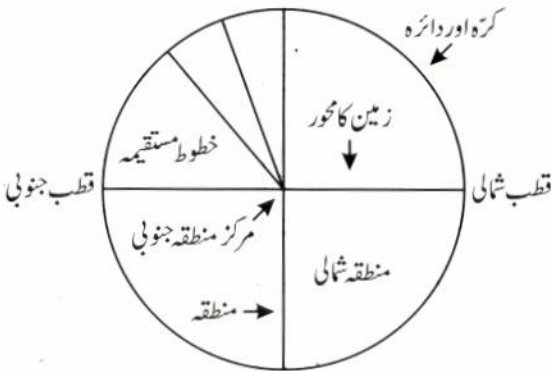 کرّہ اور دائرہ
زمین کا محور
خطوط مستقیمہ
قطب شمالی
قطب جنوبی
مرکز منطقہ جنوبی
منطقہ شمالی
منطقہ